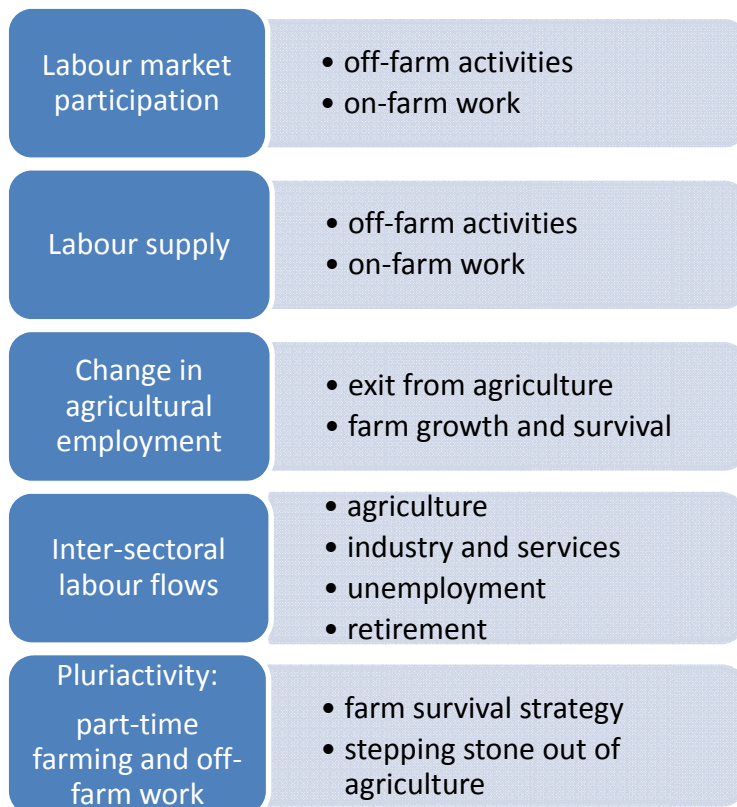 Labour market
participation
• off-farm activities
• on-farm work
Labour supply
• off-farm activities
• on-farm work
Change in
agricultural
employment
• exit from agriculture
• farm growth and survival
Inter-sectoral
labour flows
• agriculture
• industry and services
• unemployment
• retirement
Pluriactivity:
part-time
farming and off-
farm work
• farm survival strategy
• stepping stone out of
agriculture